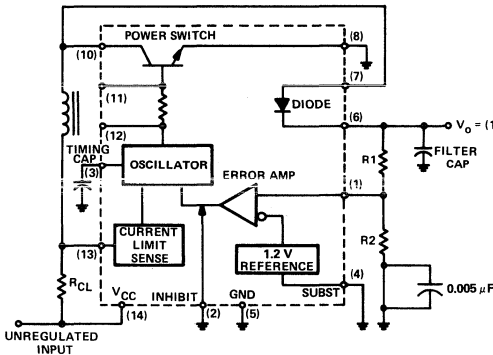 POWER SWITCH
(10)
(8)
(7)
(11)
DIODE
(6)
V₀ = (1
(12)
TIMING
CAP
(3)
OSCILLATOR
ERROR AMP
R1
FILTER
CAP
(1)
CURRENT
LIMIT
SENSE
(13)
1.2 V
REFERENCE
R2
(4)
SUBST
0.005 μF
RCL
VCC
INHIBIT
GND
(14)
(2)
(5)
UNREGULATED
INPUT